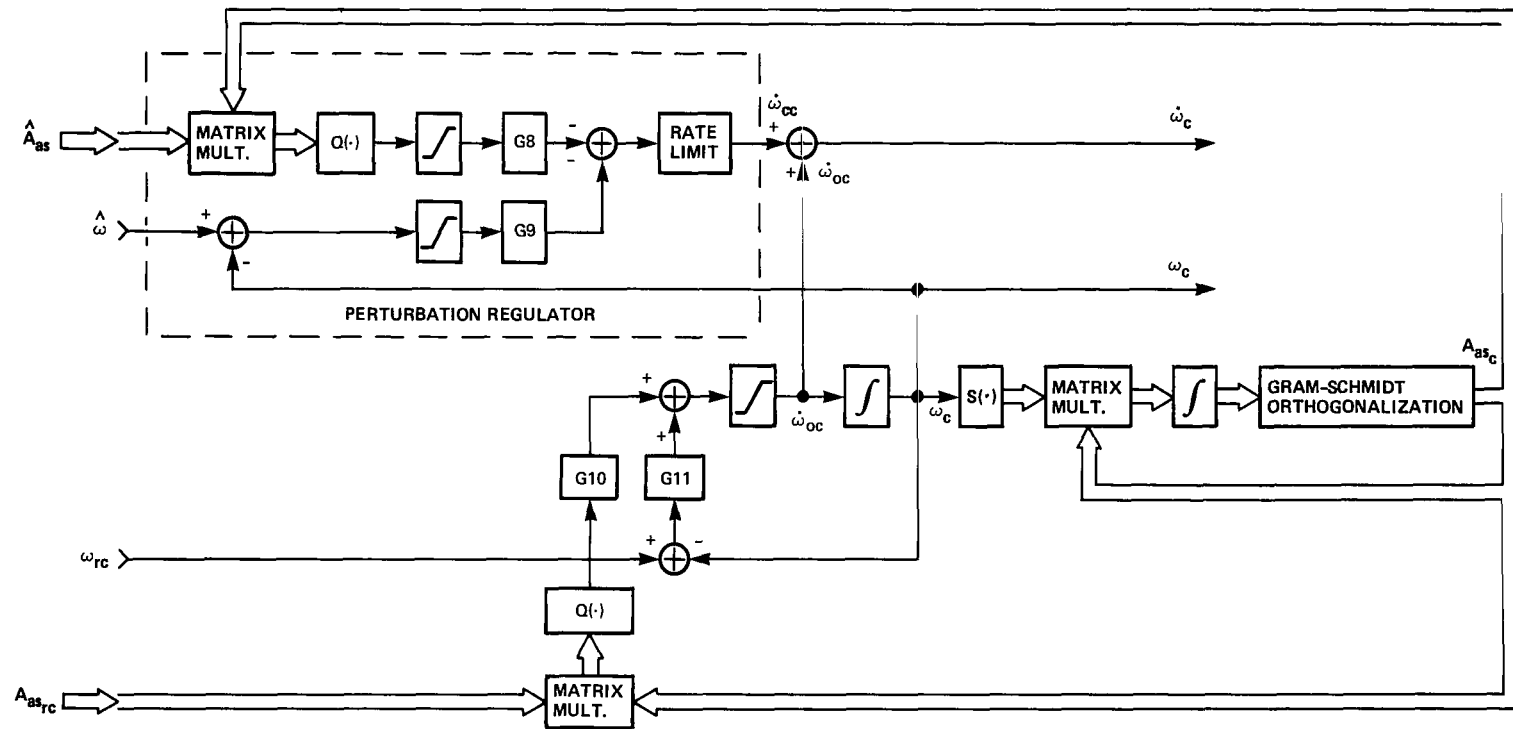 Â_as
MATRIX
MULT.
Q(·)
G8
-
-
+
RATE
LIMIT
ω̇_cc
+
+
+
ω̇_oc
ω̇_c
ω̂
+
+
-
G9
ω_c
PERTURBATION REGULATOR
A_as_c
+
+
+
ω̇_oc
∫
ω_c
S(·)
MATRIX
MULT.
∫
GRAM-SCHMIDT
ORTHOGONALIZATION
G10
G11
ω_rc
+
+
-
Q(·)
A_as_rc
MATRIX
MULT.